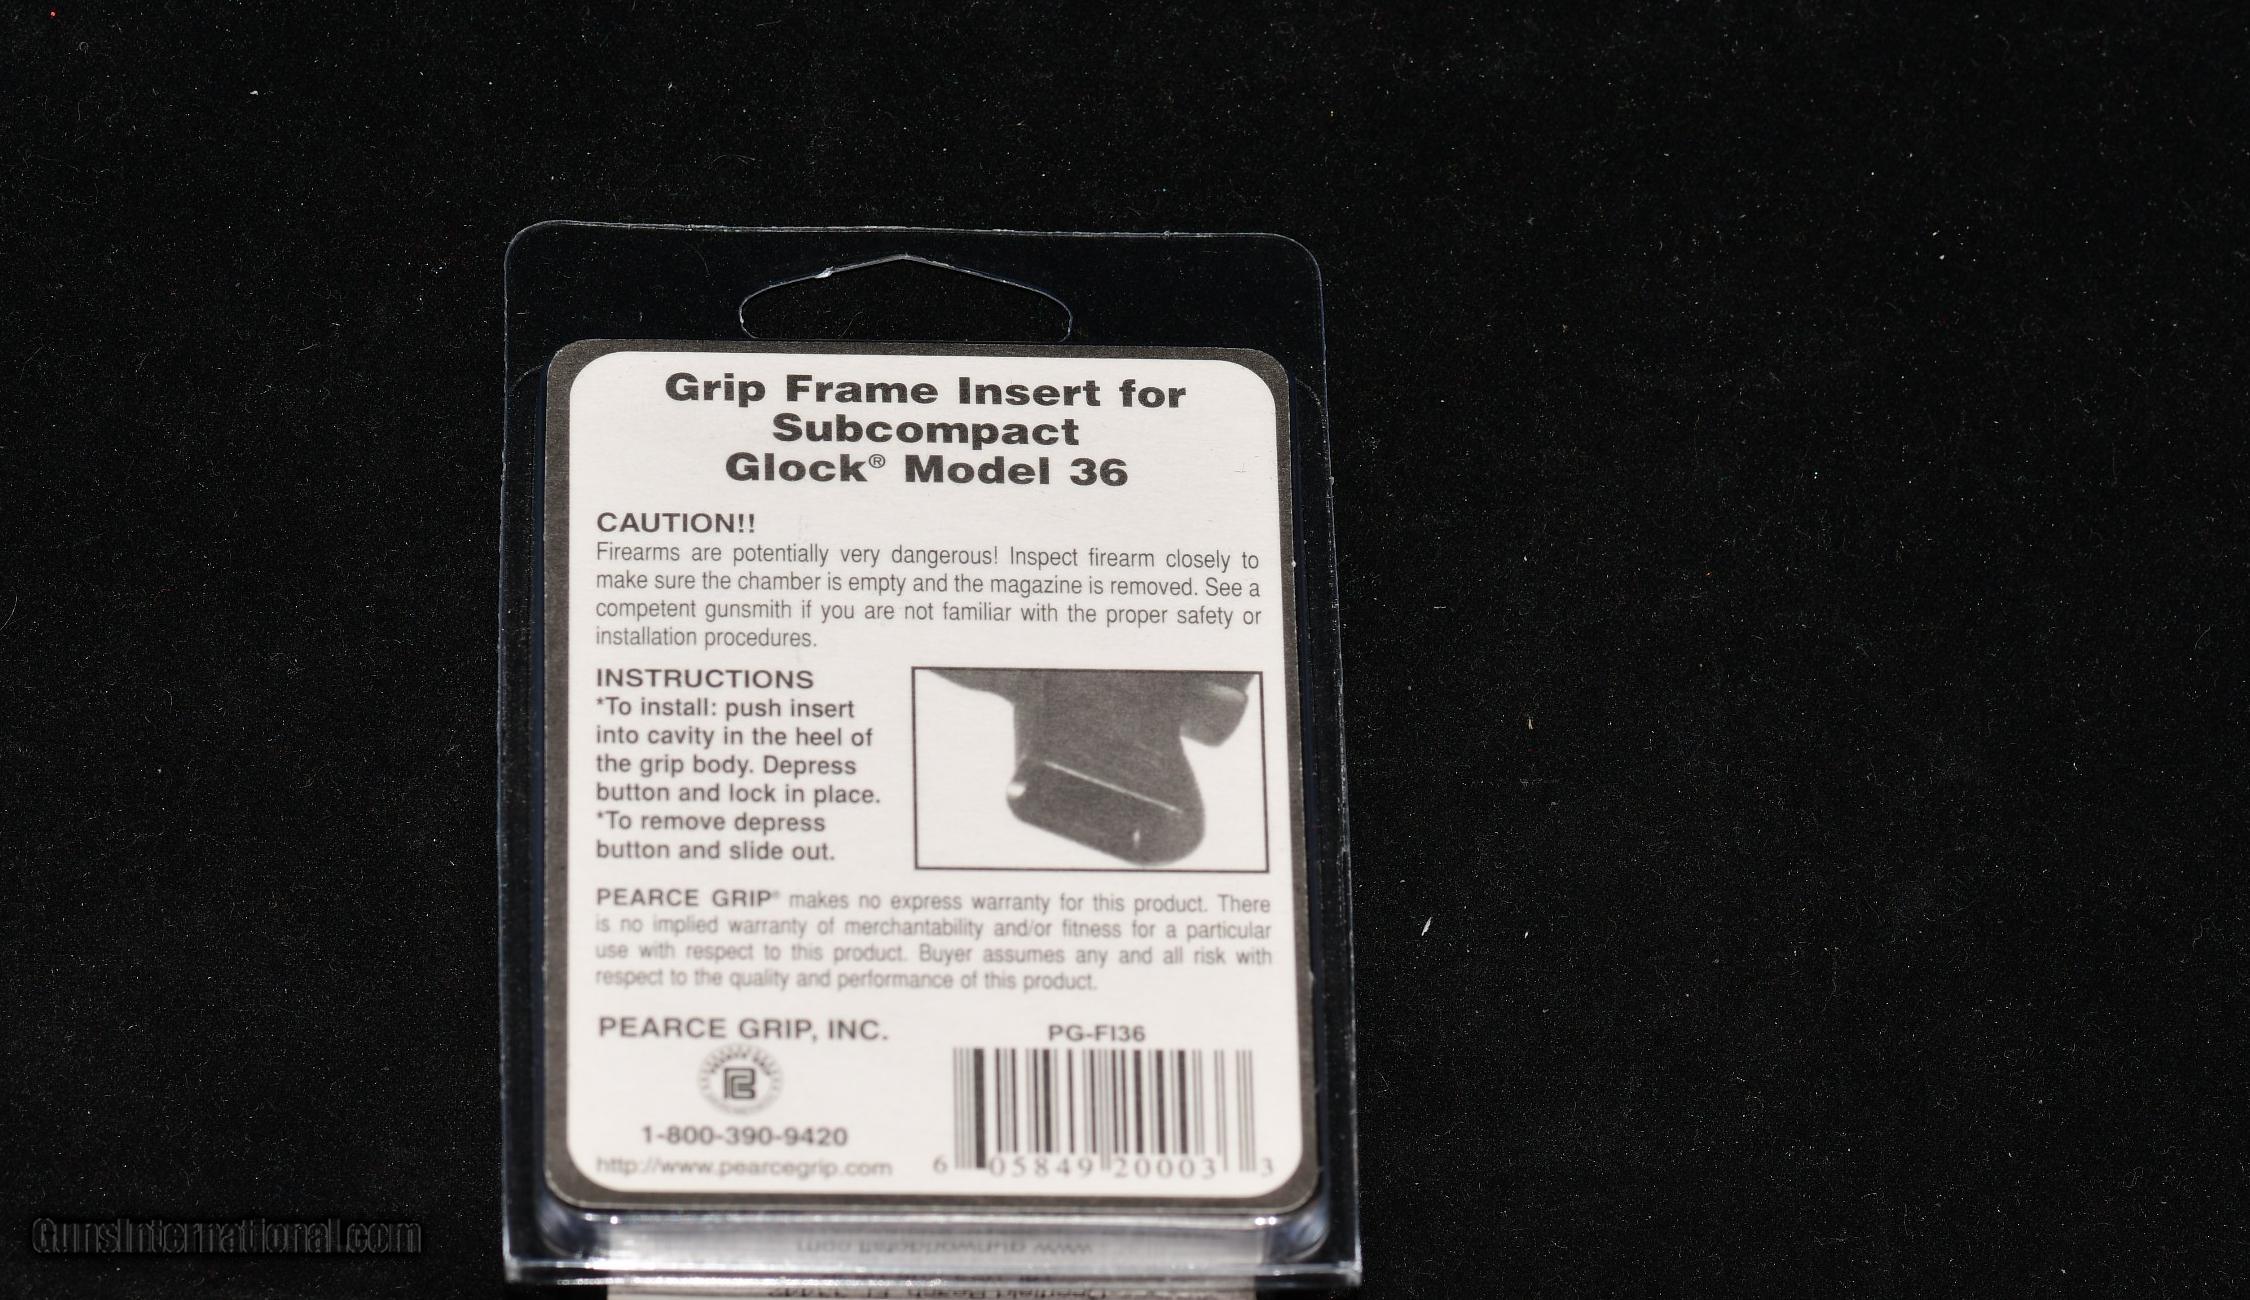 Grip Frame Insert for
Subcompact
Glock® Model 36
CAUTION!!
Firearms are potentially very dangerous! Inspect firearm closely to
make sure the chamber is empty and the magazine is removed. See a
competent gunsmith if you are not familiar with the proper safety or
installation procedures.
INSTRUCTIONS
*To install: push insert
into cavity in the heel of
the grip body. Depress
button and lock in place.
*To remove depress
button and slide out.
PEARCE GRIP® makes no express warranty for this product. There
is no implied warranty of merchantability and/or fitness for a particular
use with respect to this product. Buyer assumes any and all risk with
respect to the quality and performance of this product.
PEARCE GRIP, INC.
1-800-390-9420
http://www.pearcegrip.com
PG-FI36
6 05849 20003 3
GunsInternational.com